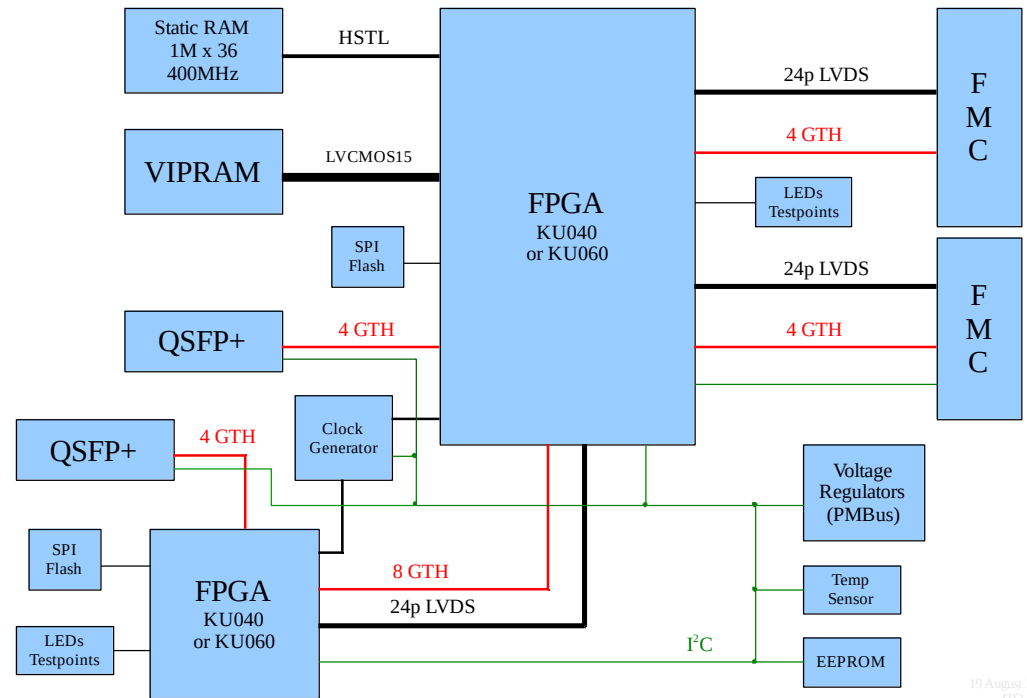 Static RAM
1M x 36
400MHz
HSTL
24p LVDS
F
M
C
4 GTH
VIPRAM
LVCMOS15
FPGA
KU040
or KU060
LEDs
Testpoints
SPI
Flash
24p LVDS
F
M
C
4 GTH
QSFP+
4 GTH
Clock
Generator
QSFP+
4 GTH
Voltage
Regulators
(PMBus)
SPI
Flash
FPGA
KU040
or KU060
8 GTH
24p LVDS
Temp
Sensor
LEDs
Testpoints
I²C
EEPROM
19 August